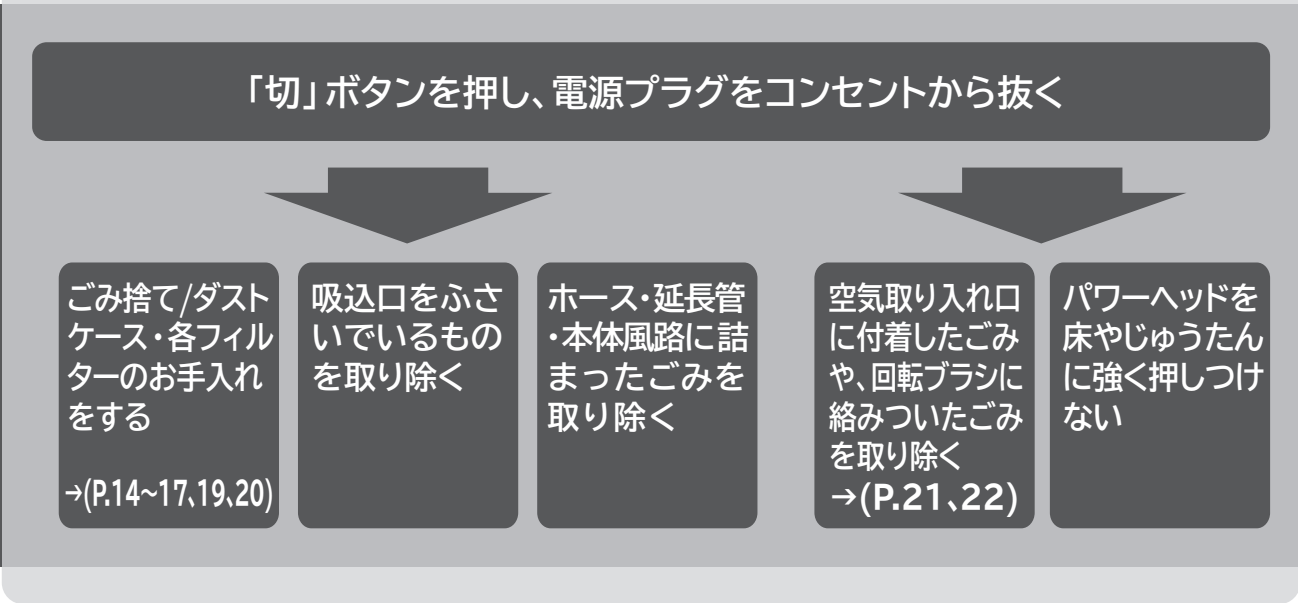 「切」ボタンを押し、電源プラグをコンセントから抜く
ごみ捨て/ダスト
ケース・各フィル
ターのお手入れ
をする
→(P.14~17、19、20)
吸込口をふさ
いでいるもの
を取り除く
ホース・延長管
・本体風路に詰
まったごみを
取り除く
空気取り入れ口
に付着したごみ
や、回転ブラシに
絡みついたごみ
を取り除く
→(P.21、22)
パワーヘッドを
床やじゅうたん
に強く押しつけ
ない